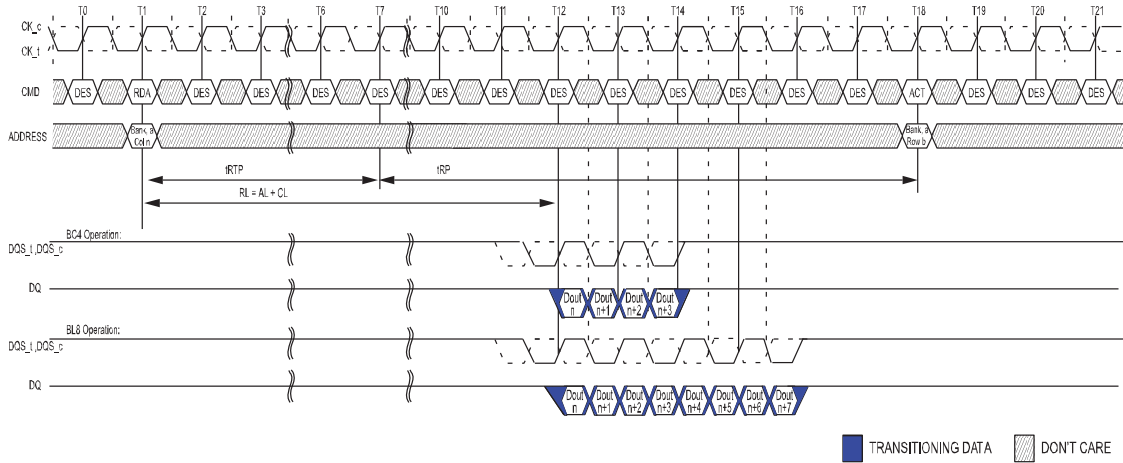 T0 T1 T2 T3 T6 T7 T10 T11 T12 T13 T14 T15 T16 T17 T18 T19 T20 T21
CK_c
CK_t
CMD DES RDA DES DES DES DES DES DES DES DES DES DES DES DES ACT DES DES DES
ADDRESS Bank, a Col n Bank, a Row b
tRTP tRP
RL = AL + CL
BC4 Operation:
DQS_t ,DQS_c
DQ Dout n Dout n+1 Dout n+2 Dout n+3
BL8 Operation:
DQS_t ,DQS_c
DQ Dout n Dout n+1 Dout n+2 Dout n+3 Dout n+4 Dout n+5 Dout n+6 Dout n+7
TRANSITIONING DATA DON'T CARE